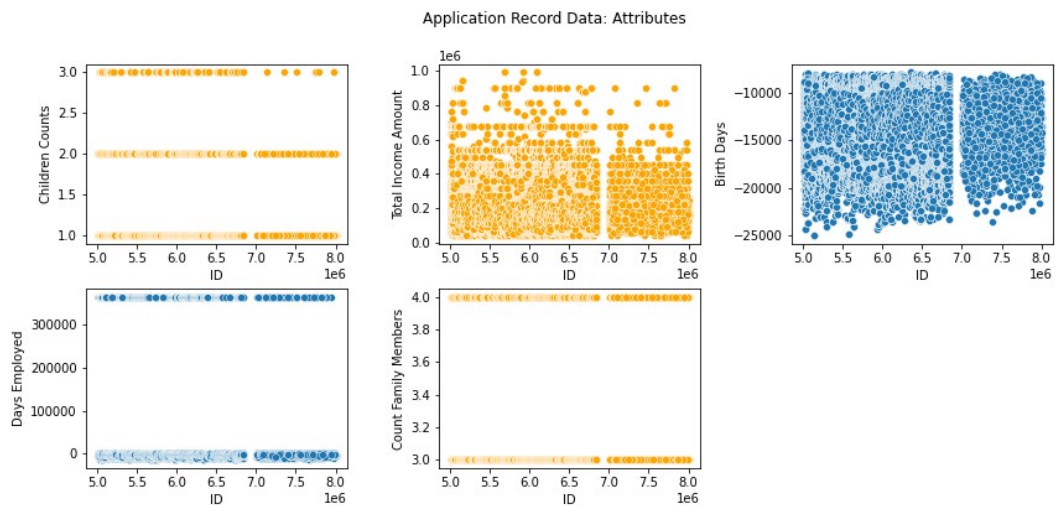 Application Record Data: Attributes
3.0
2.5
2.0
1.5
1.0
Children Counts
5.0 5.5 6.0 6.5 7.0 7.5 8.0
ID
1e6
1e6
1.0
0.8
0.6
0.4
0.2
0.0
Total Income Amount
5.0 5.5 6.0 6.5 7.0 7.5 8.0
ID
1e6
−10000
−15000
−20000
−25000
Birth Days
5.0 5.5 6.0 6.5 7.0 7.5 8.0
ID
1e6
300000
200000
100000
0
Days Employed
5.0 5.5 6.0 6.5 7.0 7.5 8.0
ID
1e6
4.0
3.8
3.6
3.4
3.2
3.0
Count Family Members
5.0 5.5 6.0 6.5 7.0 7.5 8.0
ID
1e6